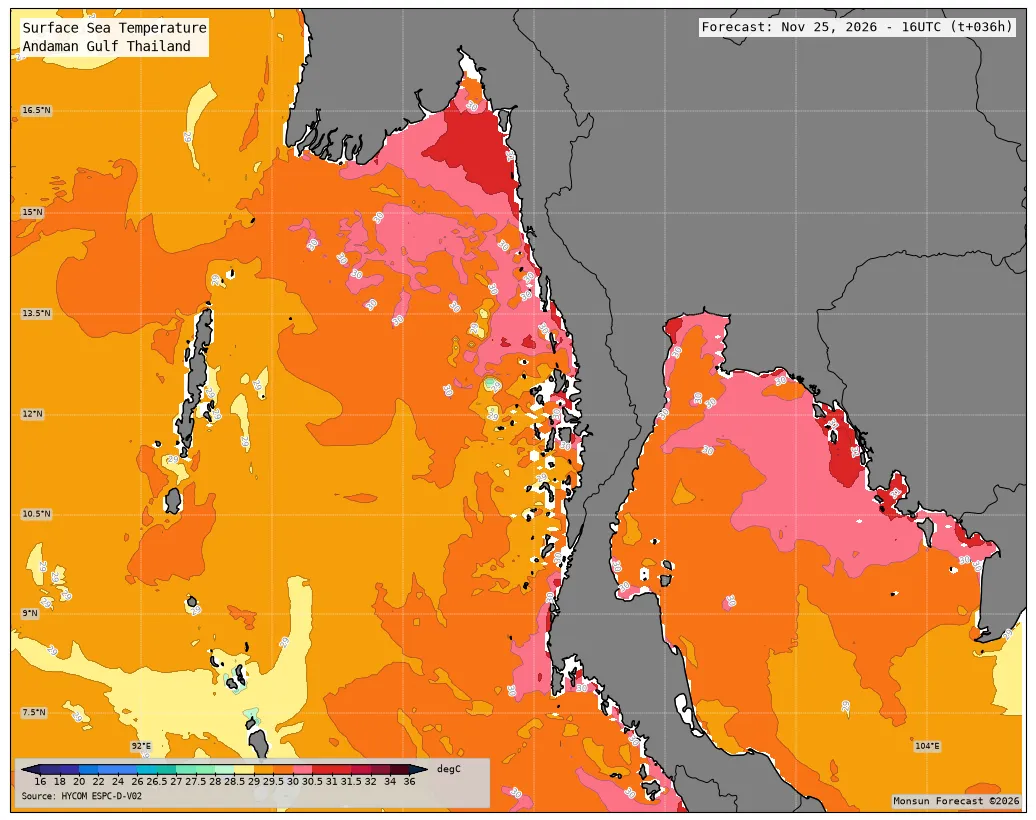 Surface Sea Temperature
Andaman Gulf Thailand
Forecast: Nov 25, 2026 - 16UTC (t+036h)
16.5°N
15°N
13.5°N
12°N
10.5°N
9°N
7.5°N
92°E
104°E
16 18 20 22 24 26 26.5 27 27.5 28 28.5 29 29.5 30 30.5 31 31.5 32 34 36
degC
Source: HYCOM ESPC-D-V02
Monsun Forecast ©2026